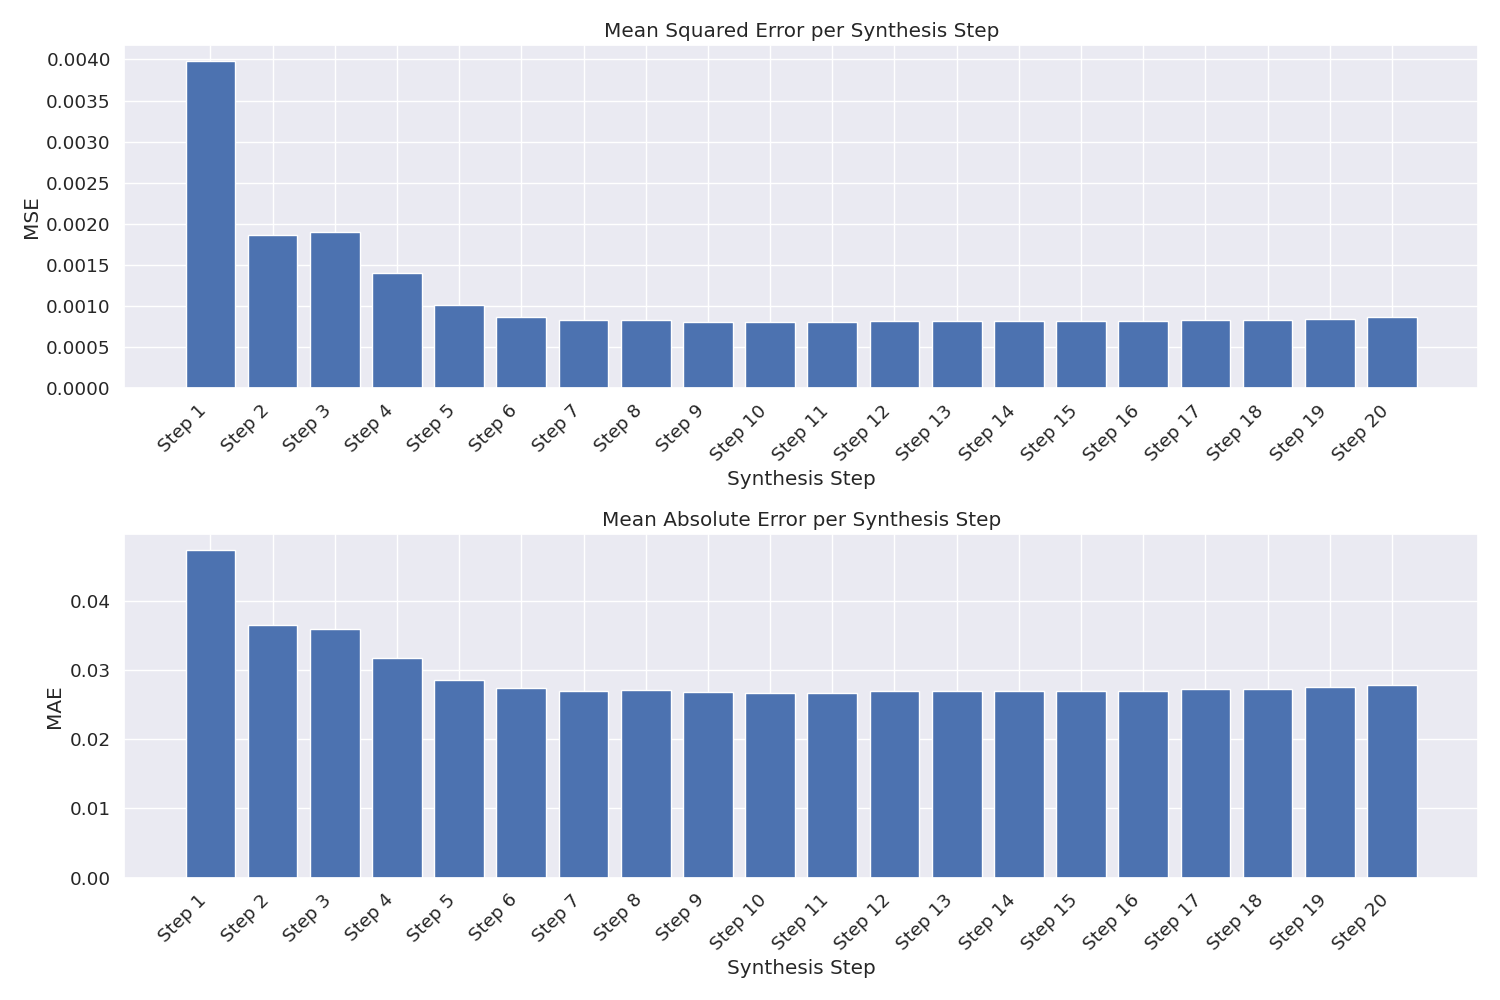 Mean Squared Error per Synthesis Step
0.0040
0.0035
0.0030
0.0025
0.0020
0.0015
0.0010
0.0005
0.0000
MSE
Step 1
Step 2
Step 3
Step 4
Step 5
Step 6
Step 7
Step 8
Step 9
Step 10
Step 11
Step 12
Step 13
Step 14
Step 15
Step 16
Step 17
Step 18
Step 19
Step 20
Synthesis Step
Mean Absolute Error per Synthesis Step
0.04
0.03
0.02
0.01
0.00
MAE
Step 1
Step 2
Step 3
Step 4
Step 5
Step 6
Step 7
Step 8
Step 9
Step 10
Step 11
Step 12
Step 13
Step 14
Step 15
Step 16
Step 17
Step 18
Step 19
Step 20
Synthesis Step